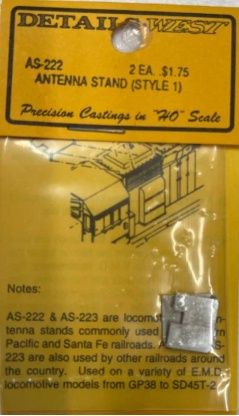 DETAILS WEST
AS-222 2 EA. .$1.75
ANTENNA STAND (STYLE 1)
Precision Castings in "HO" Scale
Notes:
AS-222 & AS-223 are
tenna stands commonly used
Pacific and Santa Fe railroads.
223 are also used by other railroads around
the country. Used on a variety of E.M.D.
locomotive models from GP38 to SD45T-2.